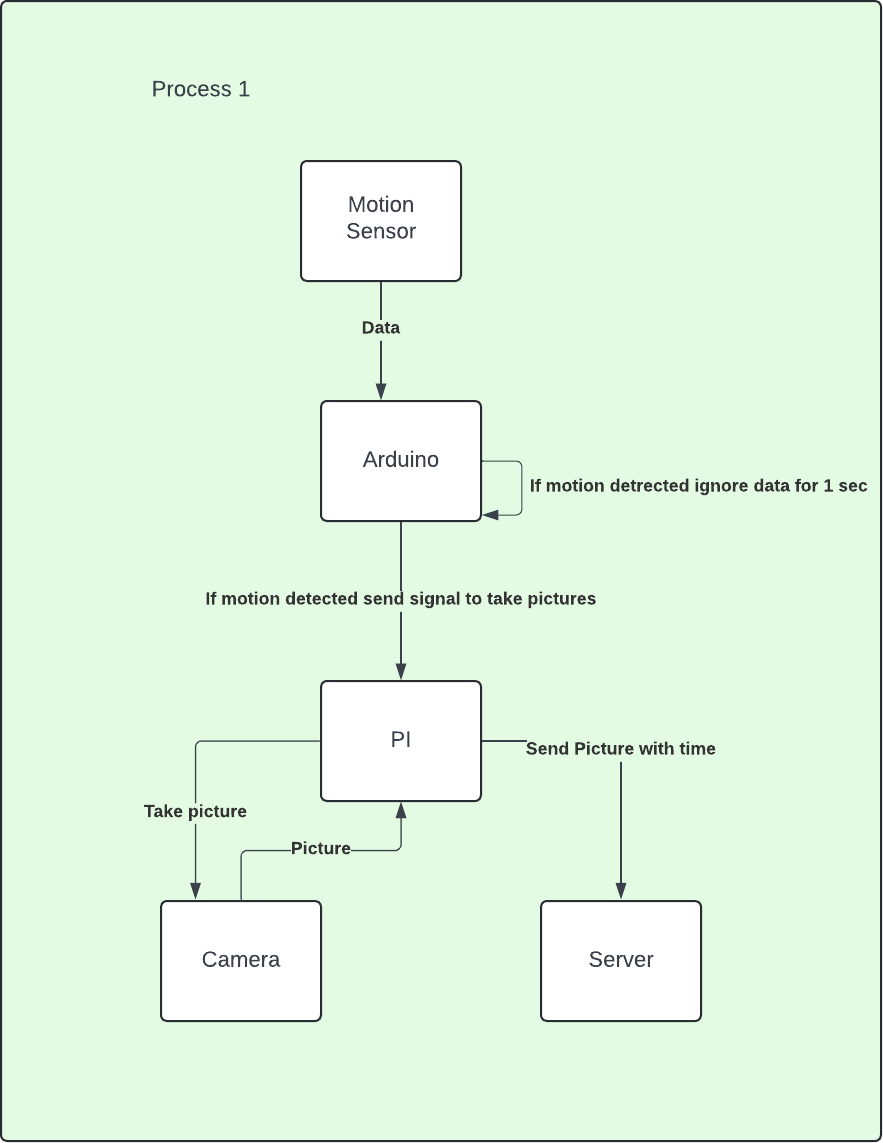 Process 1
Motion
Sensor
Data
Arduino
If motion detrected ignore data for 1 sec
If motion detected send signal to take pictures
PI
Send Picture with time
Take picture
Picture
Camera
Server